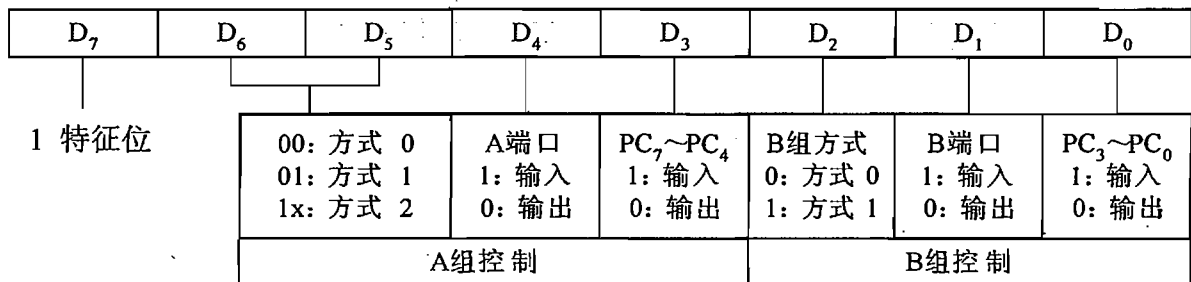 D₇ D₆ D₅ D₄ D₃ D₂ D₁ D₀
1 特征位
00: 方式 0 A端口 PC₇~PC₄ B组方式 B端口 PC₃~PC₀
01: 方式 1 1: 输入 1: 输入 0: 方式 0 1: 输入 1: 输入
1x: 方式 2 0: 输出 0: 输出 1: 方式 1 0: 输出 0: 输出
A组控制 B组控制